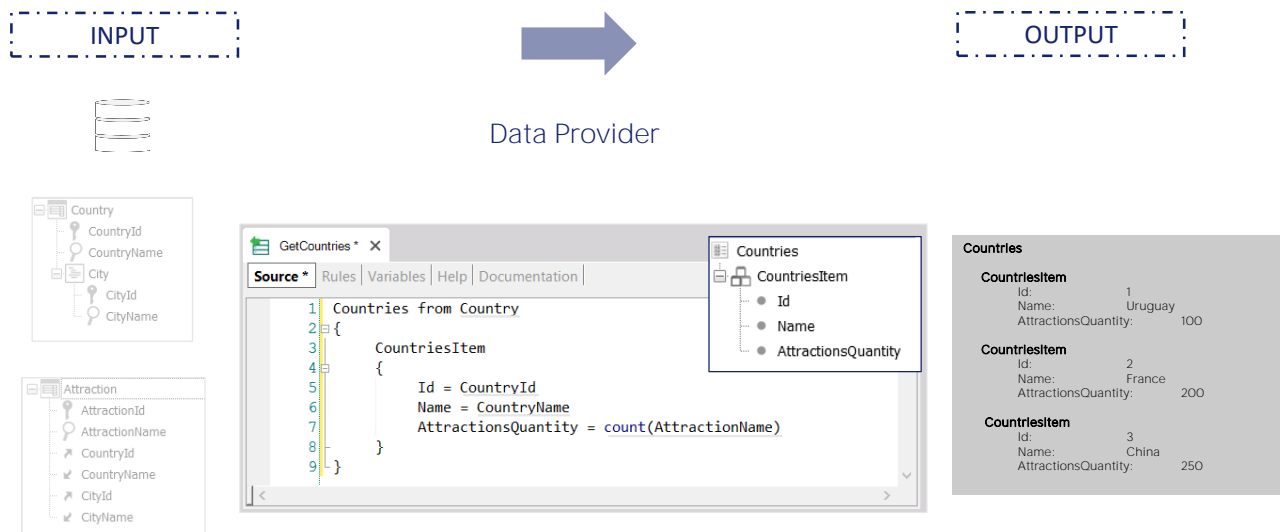 INPUT
OUTPUT
Data Provider
Country
CountryId
CountryName
City
CityId
CityName
Attraction
AttractionId
AttractionName
CountryId
CountryName
CityId
CityName
GetCountries *
Source * Rules Variables Help Documentation
1 Countries from Country
2 {
3 CountriesItem
4 {
5 Id = CountryId
6 Name = CountryName
7 AttractionsQuantity = count(AttractionName)
8 }
9 }
Countries
CountriesItem
Id
Name
AttractionsQuantity
Countries
CountriesItem
Id: 1
Name: Uruguay
AttractionsQuantity: 100
CountriesItem
Id: 2
Name: France
AttractionsQuantity: 200
CountriesItem
Id: 3
Name: China
AttractionsQuantity: 250